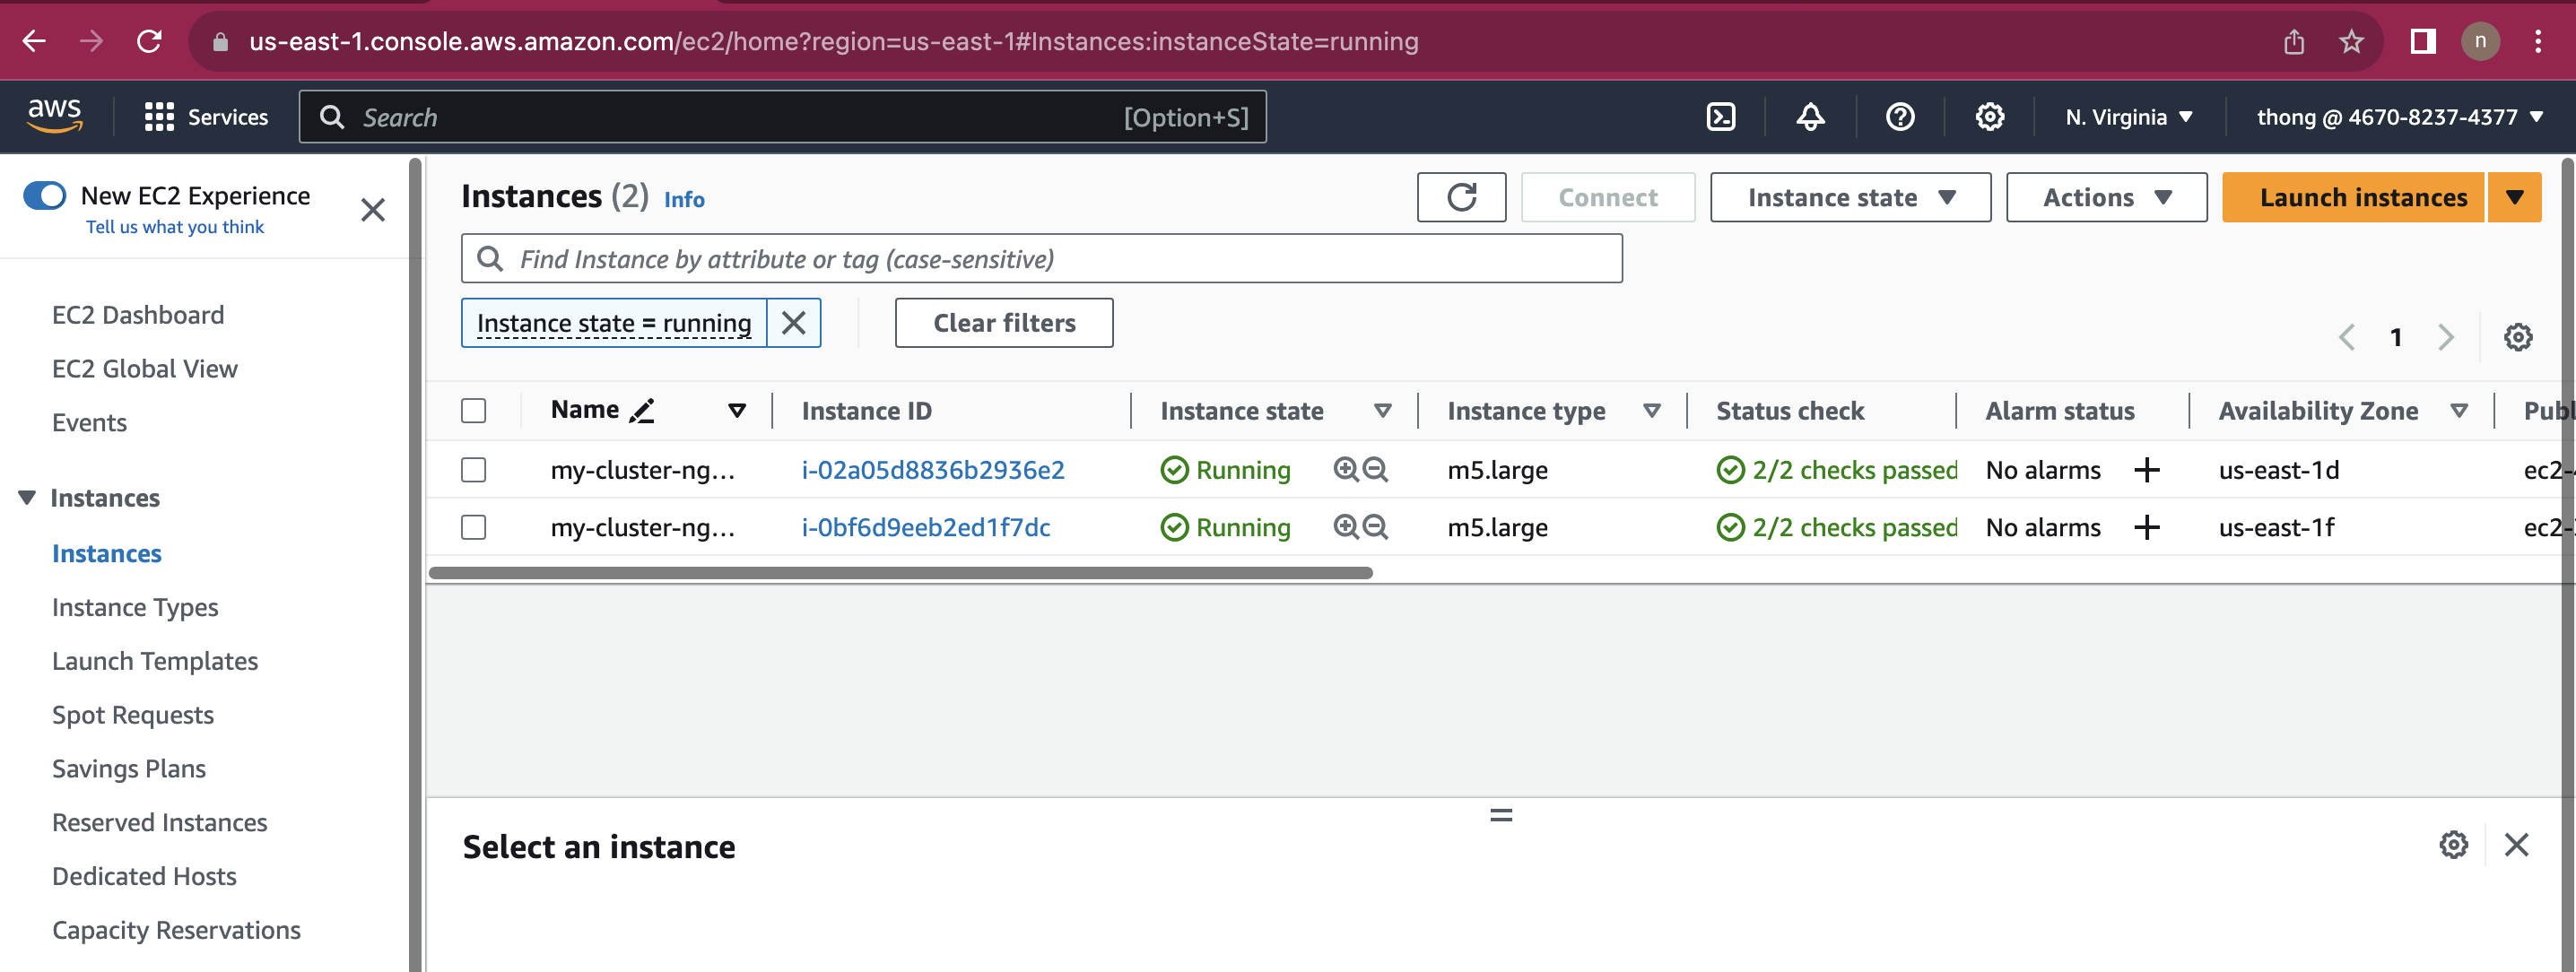 us-east-1.console.aws.amazon.com/ec2/home?region=us-east-1#Instances:instanceState=running
n
aws
Services
Search
[Option+S]
N. Virginia
thong @ 4670-8237-4377
New EC2 Experience
Tell us what you think
EC2 Dashboard
EC2 Global View
Events
Instances
Instances
Instance Types
Launch Templates
Spot Requests
Savings Plans
Reserved Instances
Dedicated Hosts
Capacity Reservations
Instances (2) Info
Connect
Instance state
Actions
Launch instances
Find Instance by attribute or tag (case-sensitive)
Instance state = running
Clear filters
1
Name Instance ID Instance state Instance type Status check Alarm status Availability Zone Publ
my-cluster-ng... i-02a05d8836b2936e2 Running m5.large 2/2 checks passed No alarms + us-east-1d ec2-
my-cluster-ng... i-0bf6d9eeb2ed1f7dc Running m5.large 2/2 checks passed No alarms + us-east-1f ec2-
Select an instance